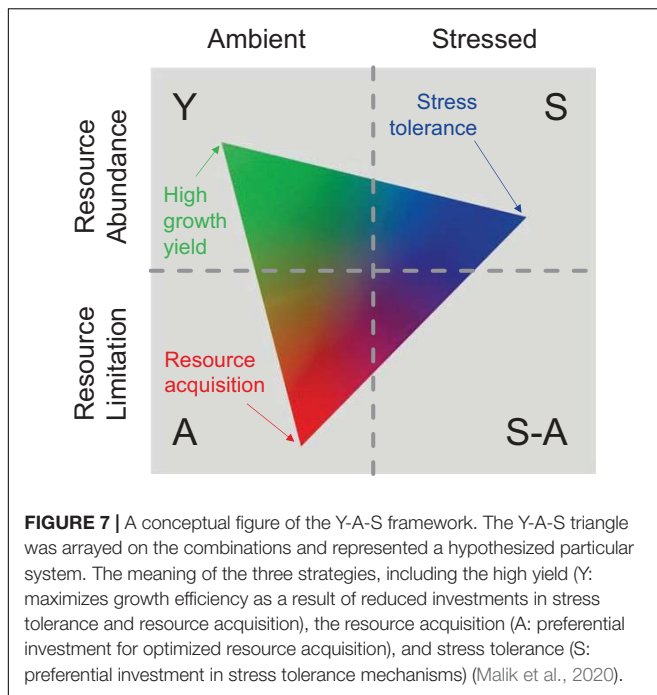 Ambient Stressed
Resource
Abundance
Y
S
Stress
tolerance
High
growth
yield
Resource
Limitation
Resource
acquisition
A
S-A
FIGURE 7 | A conceptual figure of the Y-A-S framework. The Y-A-S triangle
was arrayed on the combinations and represented a hypothesized particular
system. The meaning of the three strategies, including the high yield (Y:
maximizes growth efficiency as a result of reduced investments in stress
tolerance and resource acquisition), the resource acquisition (A: preferential
investment for optimized resource acquisition), and stress tolerance (S:
preferential investment in stress tolerance mechanisms) (Malik et al., 2020).